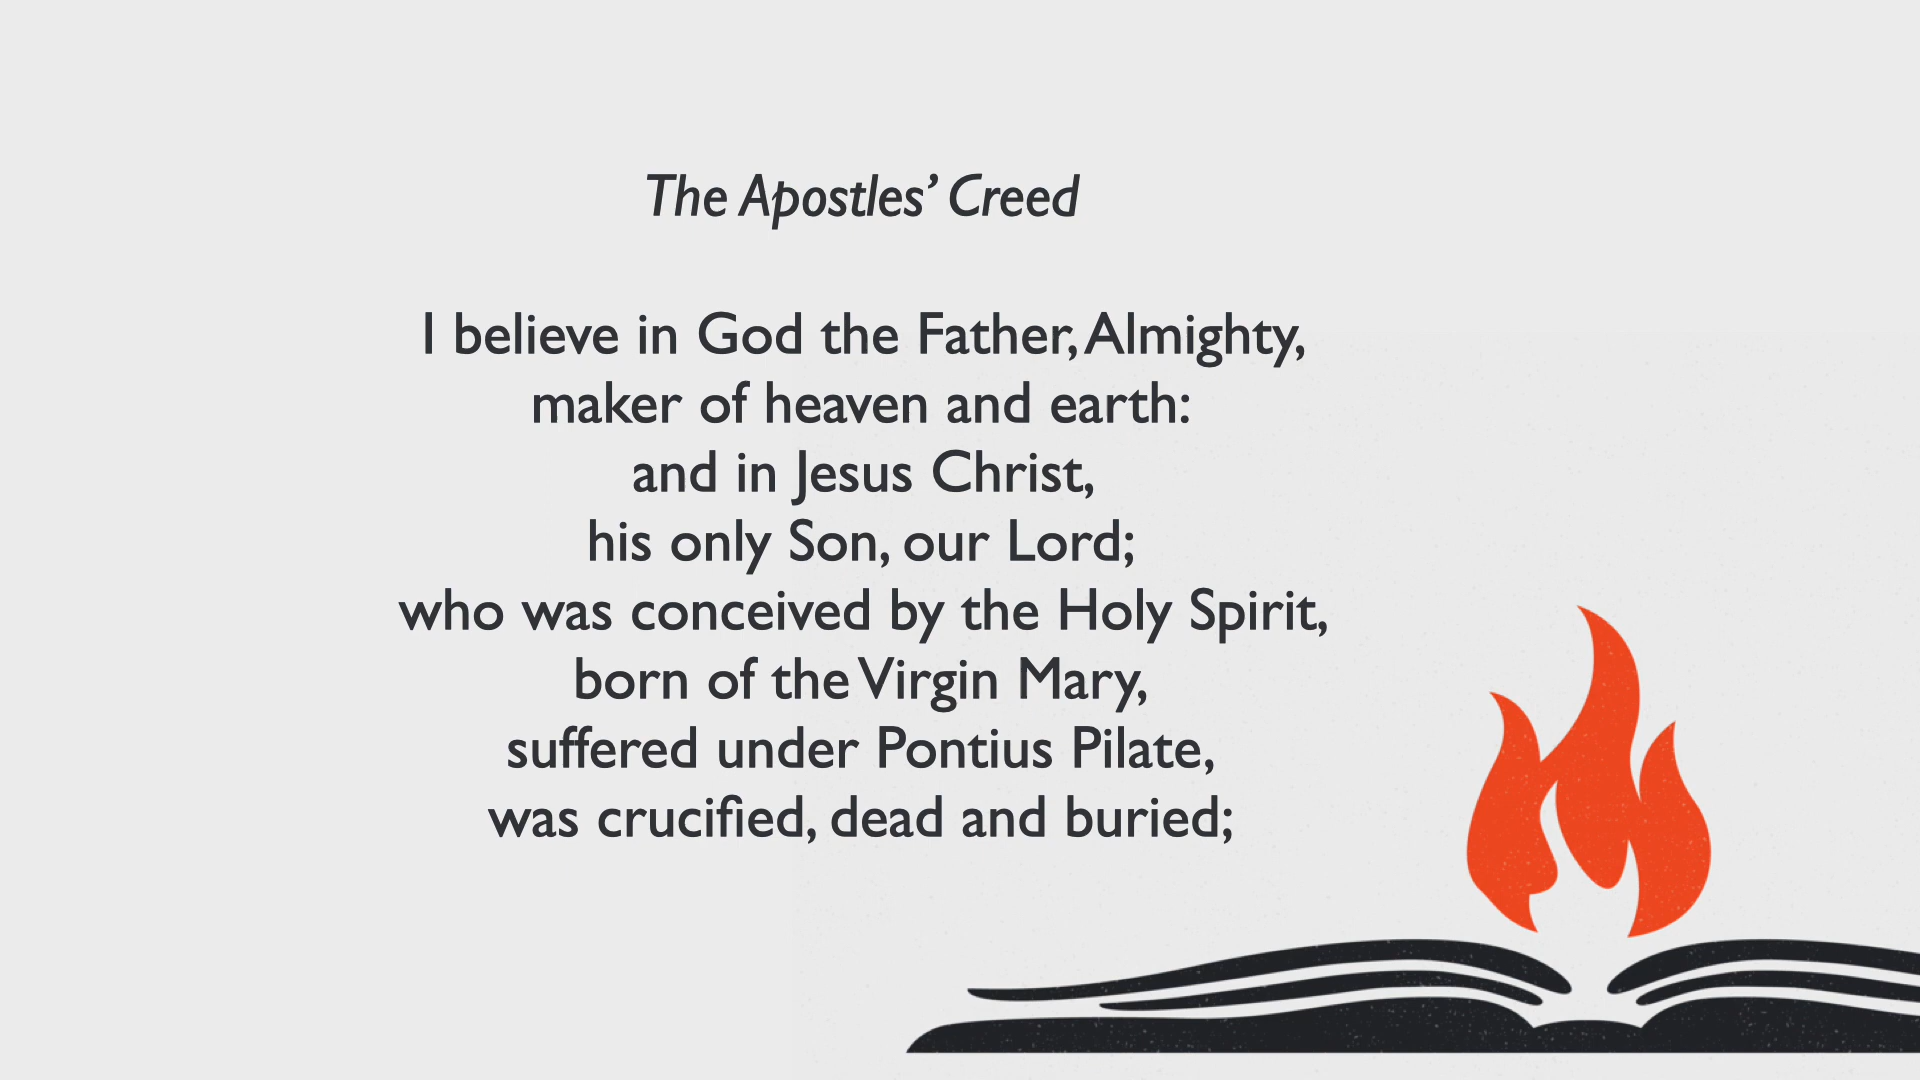 The Apostles’ Creed
I believe in God the Father, Almighty,
maker of heaven and earth:
and in Jesus Christ,
his only Son, our Lord;
who was conceived by the Holy Spirit,
born of the Virgin Mary,
suffered under Pontius Pilate,
was crucified, dead and buried;